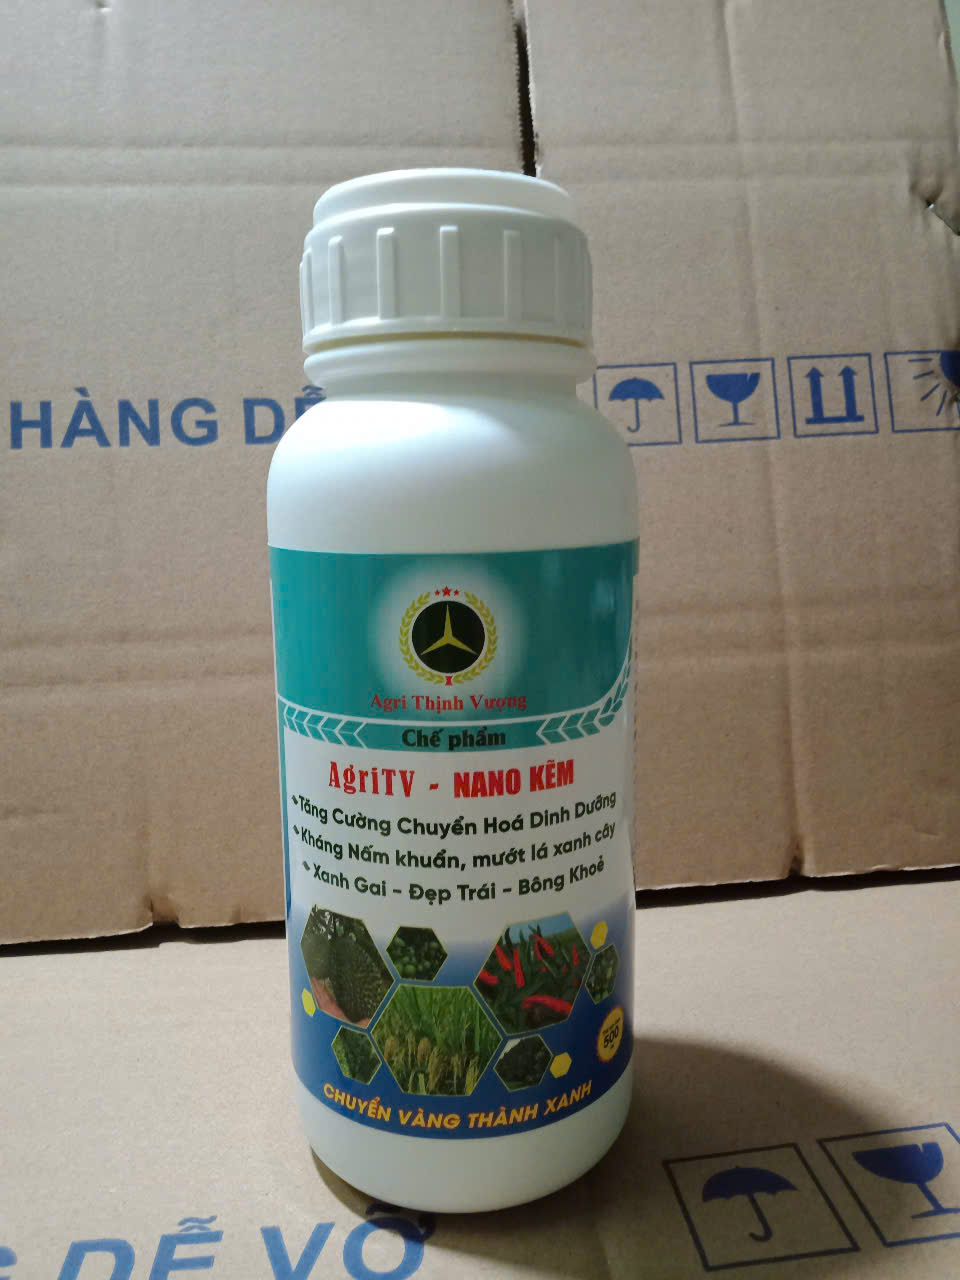 HÀNG DỄ
Agri Thịnh Vượng
Chế phẩm
AgriTV - NANO KẼM
Tăng Cường Chuyển Hoá Dinh Dưỡng
Kháng Nấm khuẩn, mướt lá xanh cây
Xanh Gai - Đẹp Trái - Bông Khoẻ
500
CHUYỂN VÀNG THÀNH XANH
DỄ VỠ